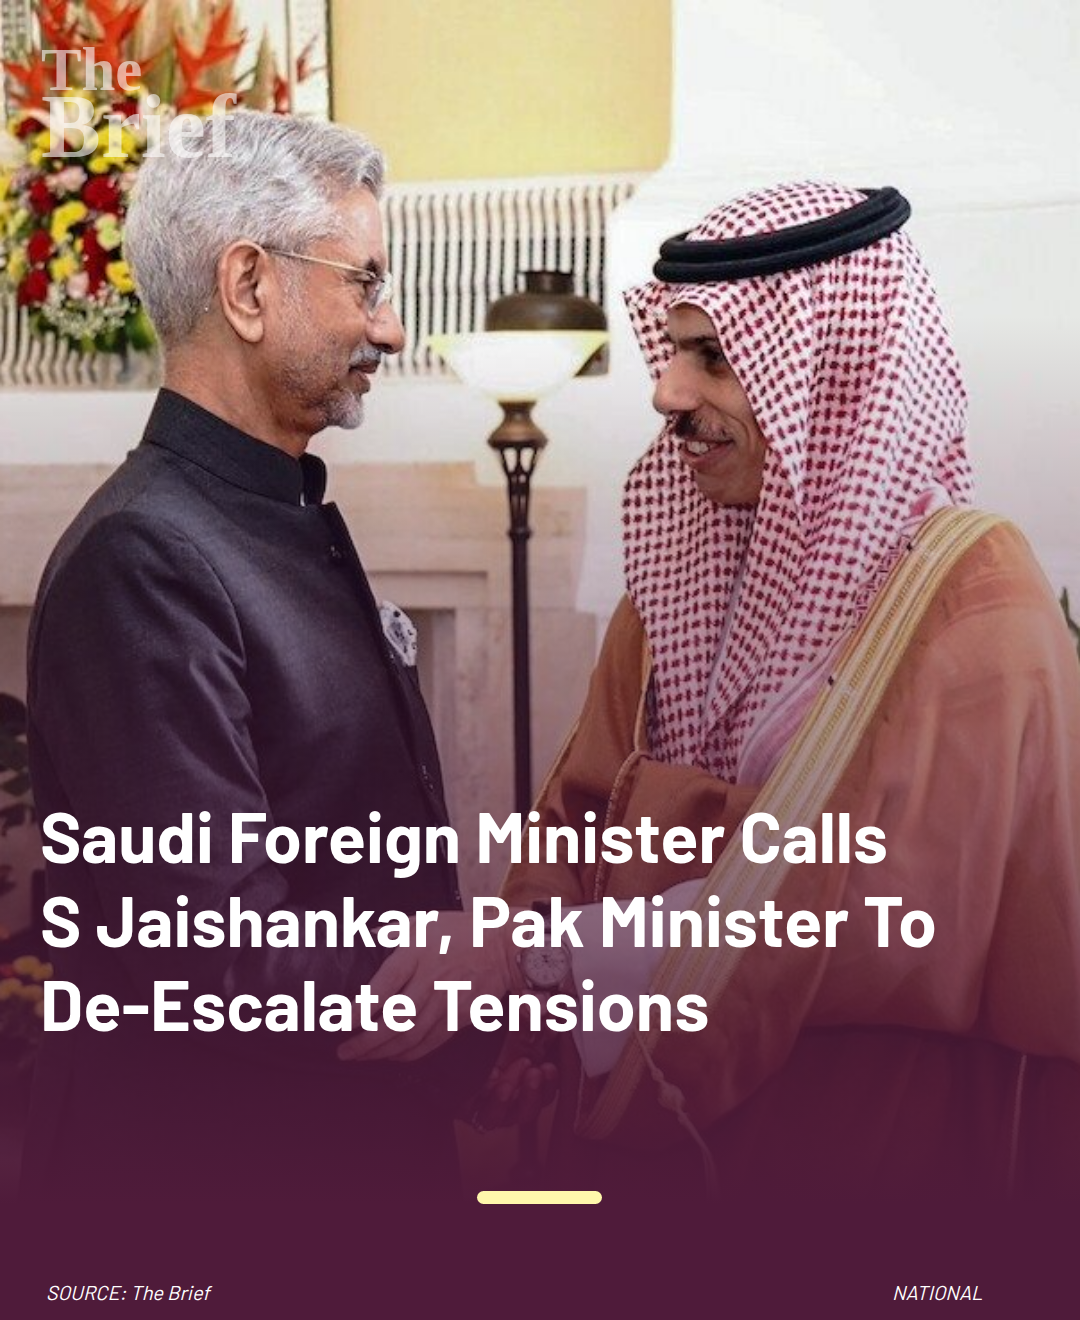 The
Brief
Saudi Foreign Minister Calls
S Jaishankar, Pak Minister To
De-Escalate Tensions
SOURCE: The Brief
NATIONAL